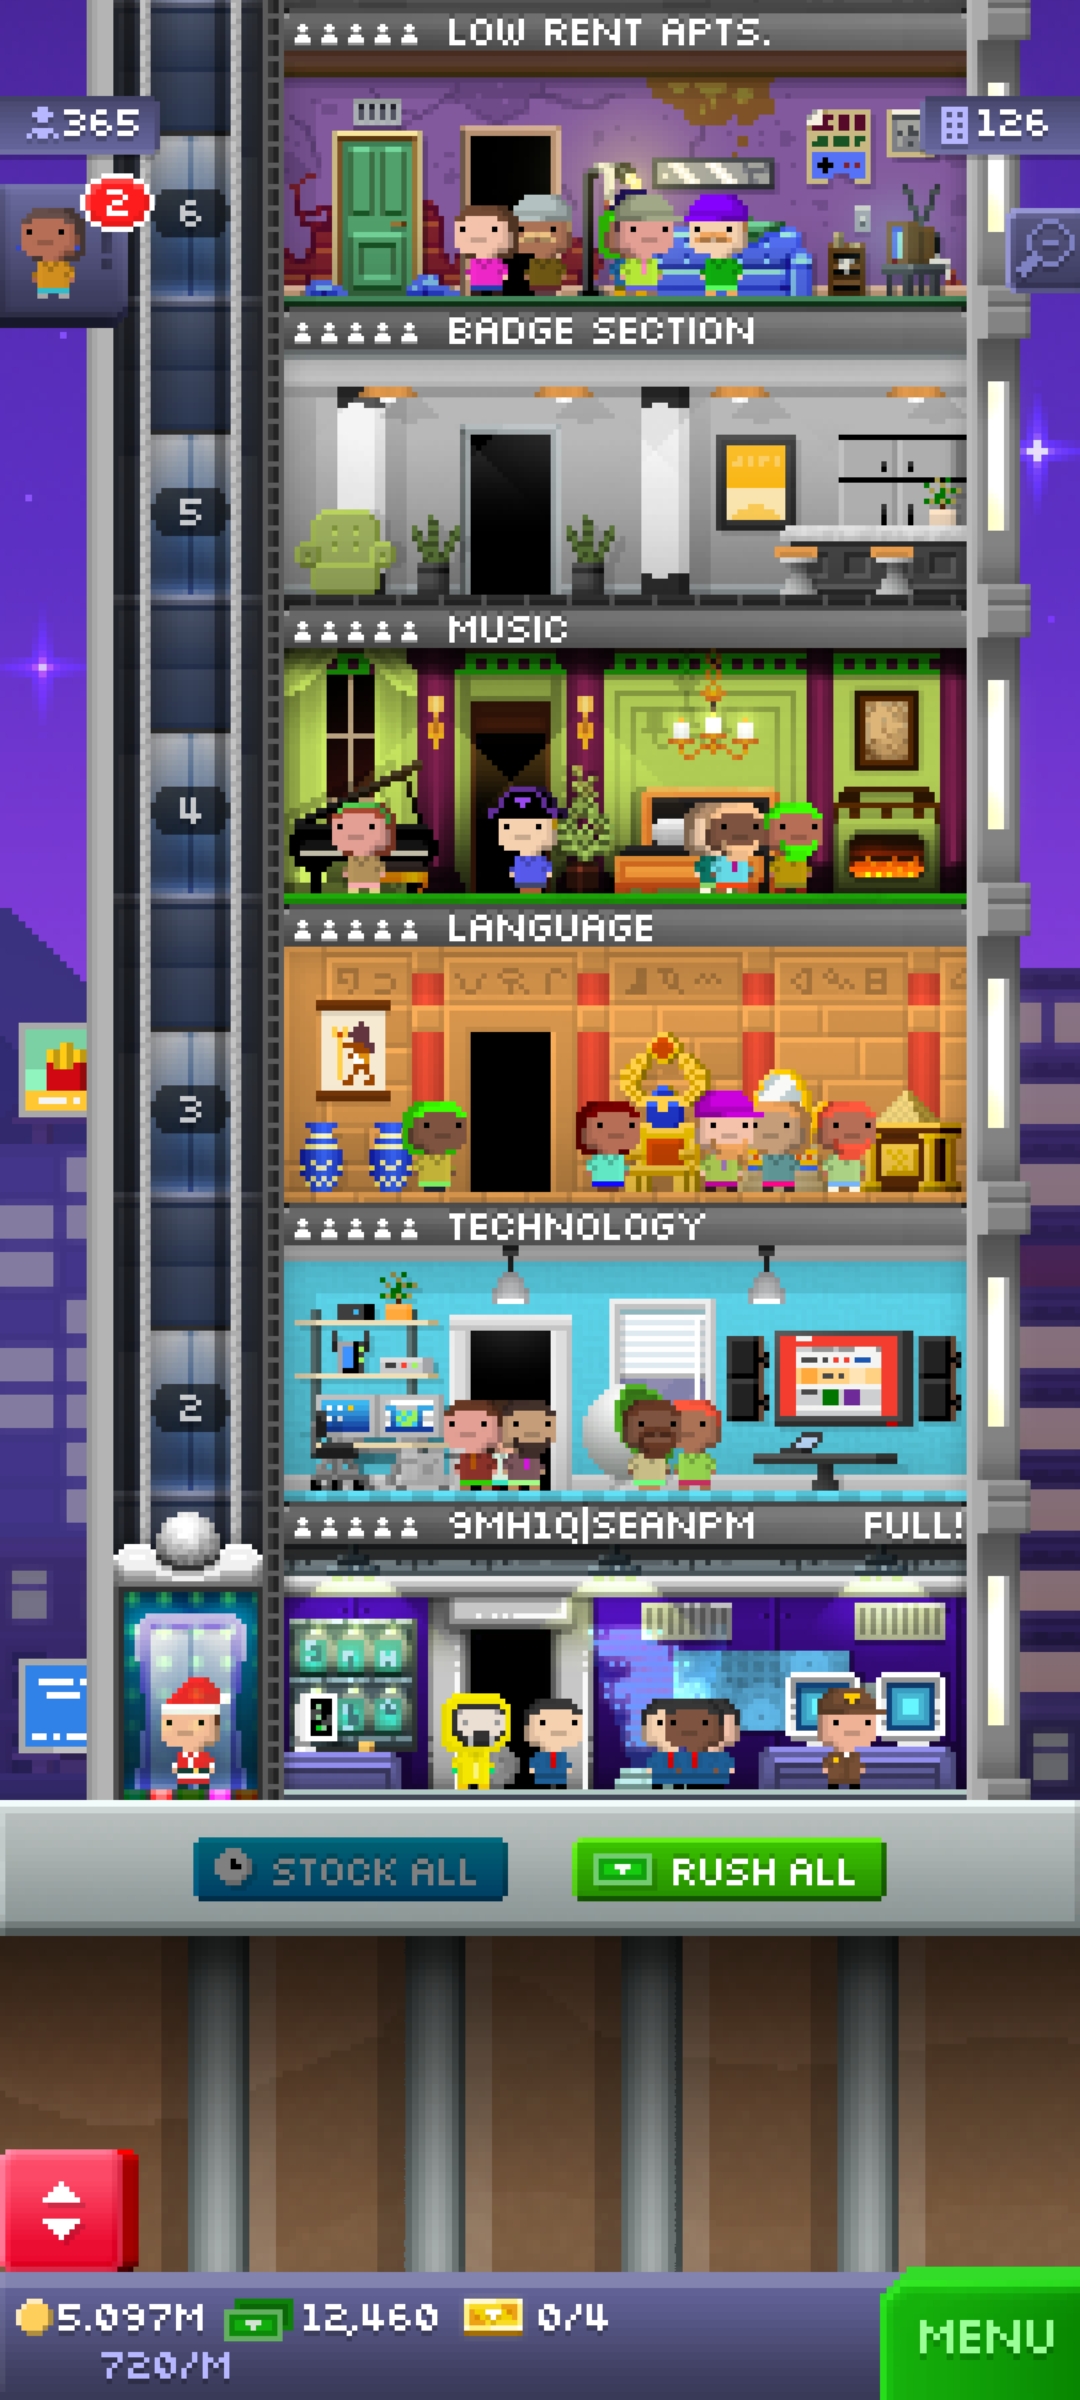 LOW RENT APTS.
365
126
2
6
BADGE SECTION
5
MUSIC
4
LANGUAGE
3
TECHNOLOGY
2
9MH1Q|SEANPM FULL!
STOCK ALL
RUSH ALL
5.097M 12,460 0/4
720/M
MENU